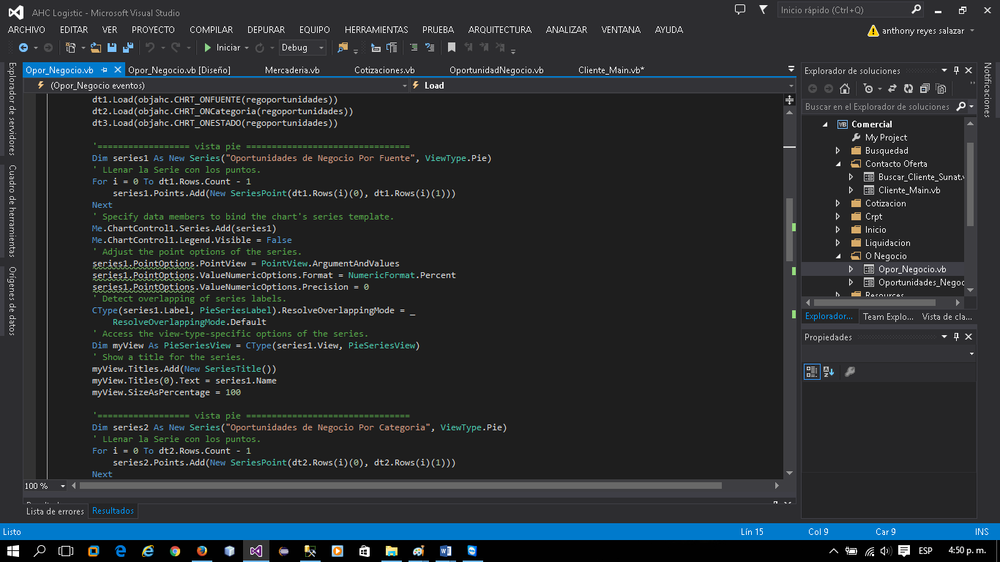 AHC Logistic - Microsoft Visual Studio
Inicio rápido (Ctrl+Q)
ARCHIVO EDITAR VER PROYECTO COMPILAR DEPURAR EQUIPO HERRAMIENTAS PRUEBA ARQUITECTURA ANALIZAR VENTANA AYUDA
anthony reyes salazar
Iniciar Debug
Opor_Negocio.vb Opor_Negocio.vb [Diseño] Mercaderia.vb Cotizaciones.vb OportunidadNegocio.vb Cliente_Main.vb*
(Opor_Negocio eventos) Load
dt1.Load(objahc.CHRT_ONFUENTE(regoportunidades))
dt2.Load(objahc.CHRT_ONCategoria(regoportunidades))
dt3.Load(objahc.CHRT_ONESTADO(regoportunidades))
'================== vista pie ================================
Dim series1 As New Series("Oportunidades de Negocio Por Fuente", ViewType.Pie)
' LLenar la Serie con los puntos.
For i = 0 To dt1.Rows.Count - 1
series1.Points.Add(New SeriesPoint(dt1.Rows(i)(0), dt1.Rows(i)(1)))
Next
' Specify data members to bind the chart's series template.
Me.ChartControl1.Series.Add(series1)
Me.ChartControl1.Legend.Visible = False
' Adjust the point options of the series.
series1.PointOptions.PointView = PointView.ArgumentAndValues
series1.PointOptions.ValueNumericOptions.Format = NumericFormat.Percent
series1.PointOptions.ValueNumericOptions.Precision = 0
' Detect overlapping of series labels.
CType(series1.Label, PieSeriesLabel).ResolveOverlappingMode = _
ResolveOverlappingMode.Default
' Access the view-type-specific options of the series.
Dim myView As PieSeriesView = CType(series1.View, PieSeriesView)
' Show a title for the series.
myView.Titles.Add(New SeriesTitle())
myView.Titles(0).Text = series1.Name
myView.SizeAsPercentage = 100
'================== vista pie ================================
Dim series2 As New Series("Oportunidades de Negocio Por Categoria", ViewType.Pie)
' LLenar la Serie con los puntos.
For i = 0 To dt2.Rows.Count - 1
series2.Points.Add(New SeriesPoint(dt2.Rows(i)(0), dt2.Rows(i)(1)))
Next
100 %
Explorador de servidores
Cuadro de herramientas
Orígenes de datos
Explorador de soluciones
Buscar en el Explorador de soluciones
VB Comercial
My Project
Busquedad
Contacto Oferta
Buscar_Cliente_Sunat.v
Cliente_Main.vb
Cotizacion
Crpt
Inicio
Liquidacion
O Negocio
Opor_Negocio.vb
Oportunidades_Negoc
Resources
Explorador... Team Explo... Vista de cla...
Propiedades
Notificaciones
Lista de errores Resultados
Listo Lín 15 Col 9 Car 9 INS
ESP 4:50 p. m.